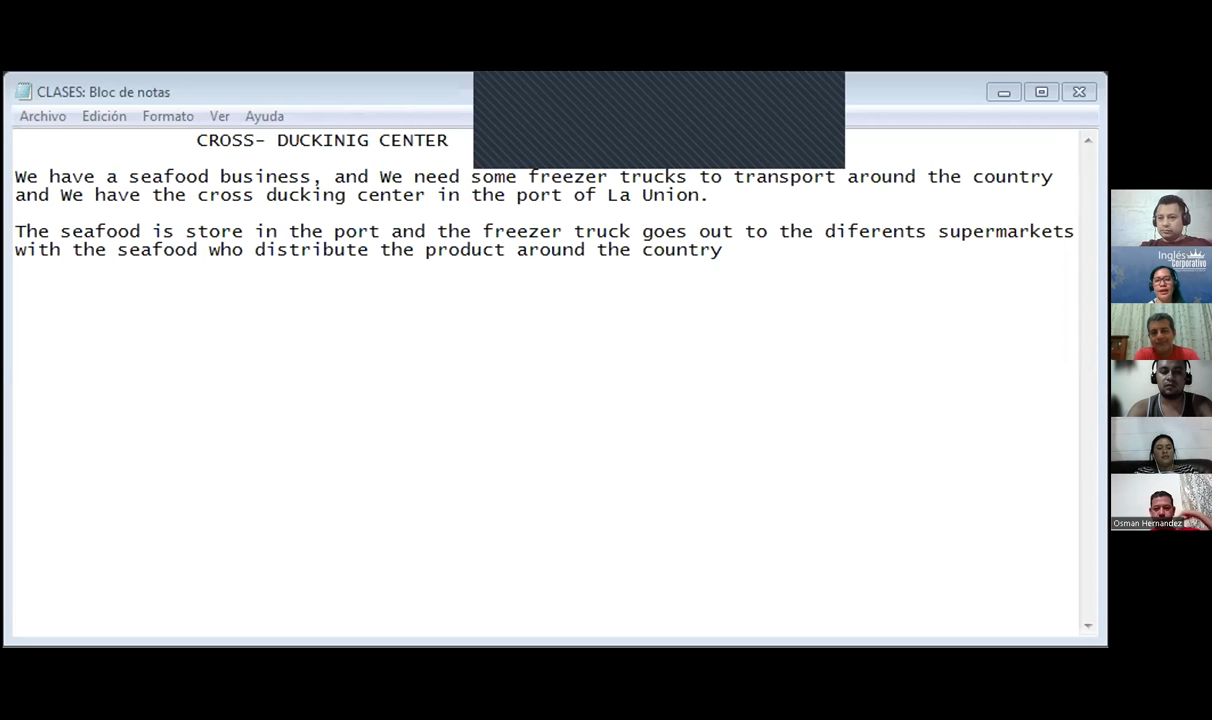 CLASES: Bloc de notas
Archivo Edición Formato Ver Ayuda
CROSS- DUCKINIG CENTER
We have a seafood business, and We need some freezer trucks to transport around the country
and We have the cross ducking center in the port of La Union.
The seafood is store in the port and the freezer truck goes out to the diferents supermarkets
with the seafood who distribute the product around the country
Inglés
Corporativo
Osman Hernandez